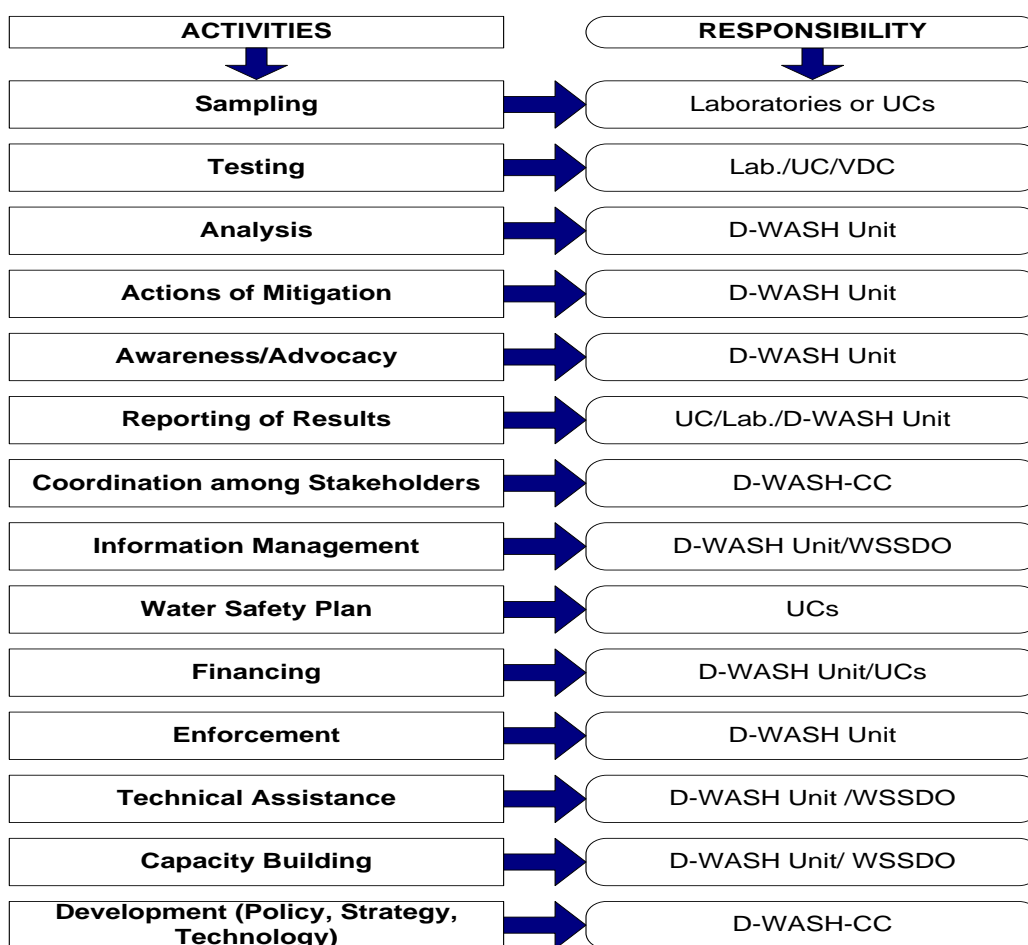 ACTIVITIES
RESPONSIBILITY
Sampling
Laboratories or UCs
Testing
Lab./UC/VDC
Analysis
D-WASH Unit
Actions of Mitigation
D-WASH Unit
Awareness/Advocacy
D-WASH Unit
Reporting of Results
UC/Lab./D-WASH Unit
Coordination among Stakeholders
D-WASH-CC
Information Management
D-WASH Unit/WSSDO
Water Safety Plan
UCs
Financing
D-WASH Unit/UCs
Enforcement
D-WASH Unit
Technical Assistance
D-WASH Unit /WSSDO
Capacity Building
D-WASH Unit/ WSSDO
Development (Policy, Strategy,
Technology)
D-WASH-CC